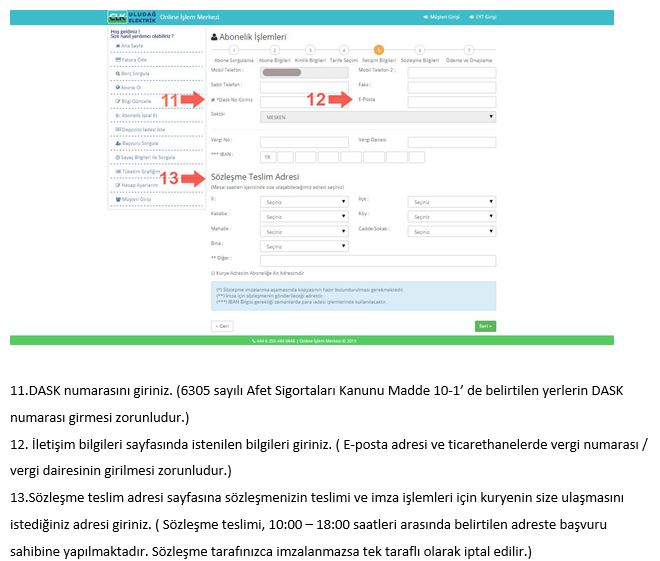 CLK ULUDAĞ ELEKTRİK Online İşlem Merkezi Müşteri Girişi EYT Girişi
Hoş geldiniz !
Size nasıl yardımcı olabiliriz ?
Ana Sayfa
Fatura Öde
Borç Sorgula
Abone Ol
Bilgi Güncelle
Abonelik İptal Et
Depozito İadesi İste
Başvuru Sorgula
Sayaç Bilgileri ile Sorgula
Tüketim Grafiğim
Hesap Ayarlarım
Müşteri Girişi
Abonelik İşlemleri
1 2 3 4 5 6 7
Abone Sorgulama Abone Bilgileri Kimlik Bilgileri Tarife Seçimi İletişim Bilgileri Sözleşme Bilgileri Ödeme ve Onaylama
Mobil Telefon : Mobil Telefon-2 :
Sabit Telefon : Faks :
11 *Dask No Giriniz 12 E-Posta
Sektör MESKEN
Vergi No : Vergi Dairesi
*** IBAN : TR
13 Sözleşme Teslim Adresi
(Mesai saatleri içerisinde size ulaşabileceğimiz adresi seçiniz)
İl : Seçiniz İlçe : Seçiniz
Kasaba : Seçiniz Köy : Seçiniz
Mahalle : Seçiniz Cadde-Sokak : Seçiniz
Bina : Seçiniz
** Diğer :
Kurye Adresim Aboneliğe Ait Adresimdir
(*) Sözleşme imzalanma aşamasında kopyasının hazır bulundurulması gerekmektedir.
(**) İmza için sözleşmenin gönderileceği adrestir.
(***) IBAN Bilgisi gerektiği zamanlarda para iadesi işlemlerinde kullanılacaktır.
< Geri İleri >
444 6 255 444 6646 | Online İşlem Merkezi © 2015
11.DASK numarasını giriniz. (6305 sayılı Afet Sigortaları Kanunu Madde 10-1’ de belirtilen yerlerin DASK
numarası girmesi zorunludur.)
12. İletişim bilgileri sayfasında istenilen bilgileri giriniz. ( E-posta adresi ve ticarethanelerde vergi numarası /
vergi dairesinin girilmesi zorunludur.)
13.Sözleşme teslim adresi sayfasına sözleşmenizin teslimi ve imza işlemleri için kuryenin size ulaşmasını
istediğiniz adresi giriniz. ( Sözleşme teslimi, 10:00 – 18:00 saatleri arasında belirtilen adreste başvuru
sahibine yapılmaktadır. Sözleşme tarafınızca imzalanmazsa tek taraflı olarak iptal edilir.)